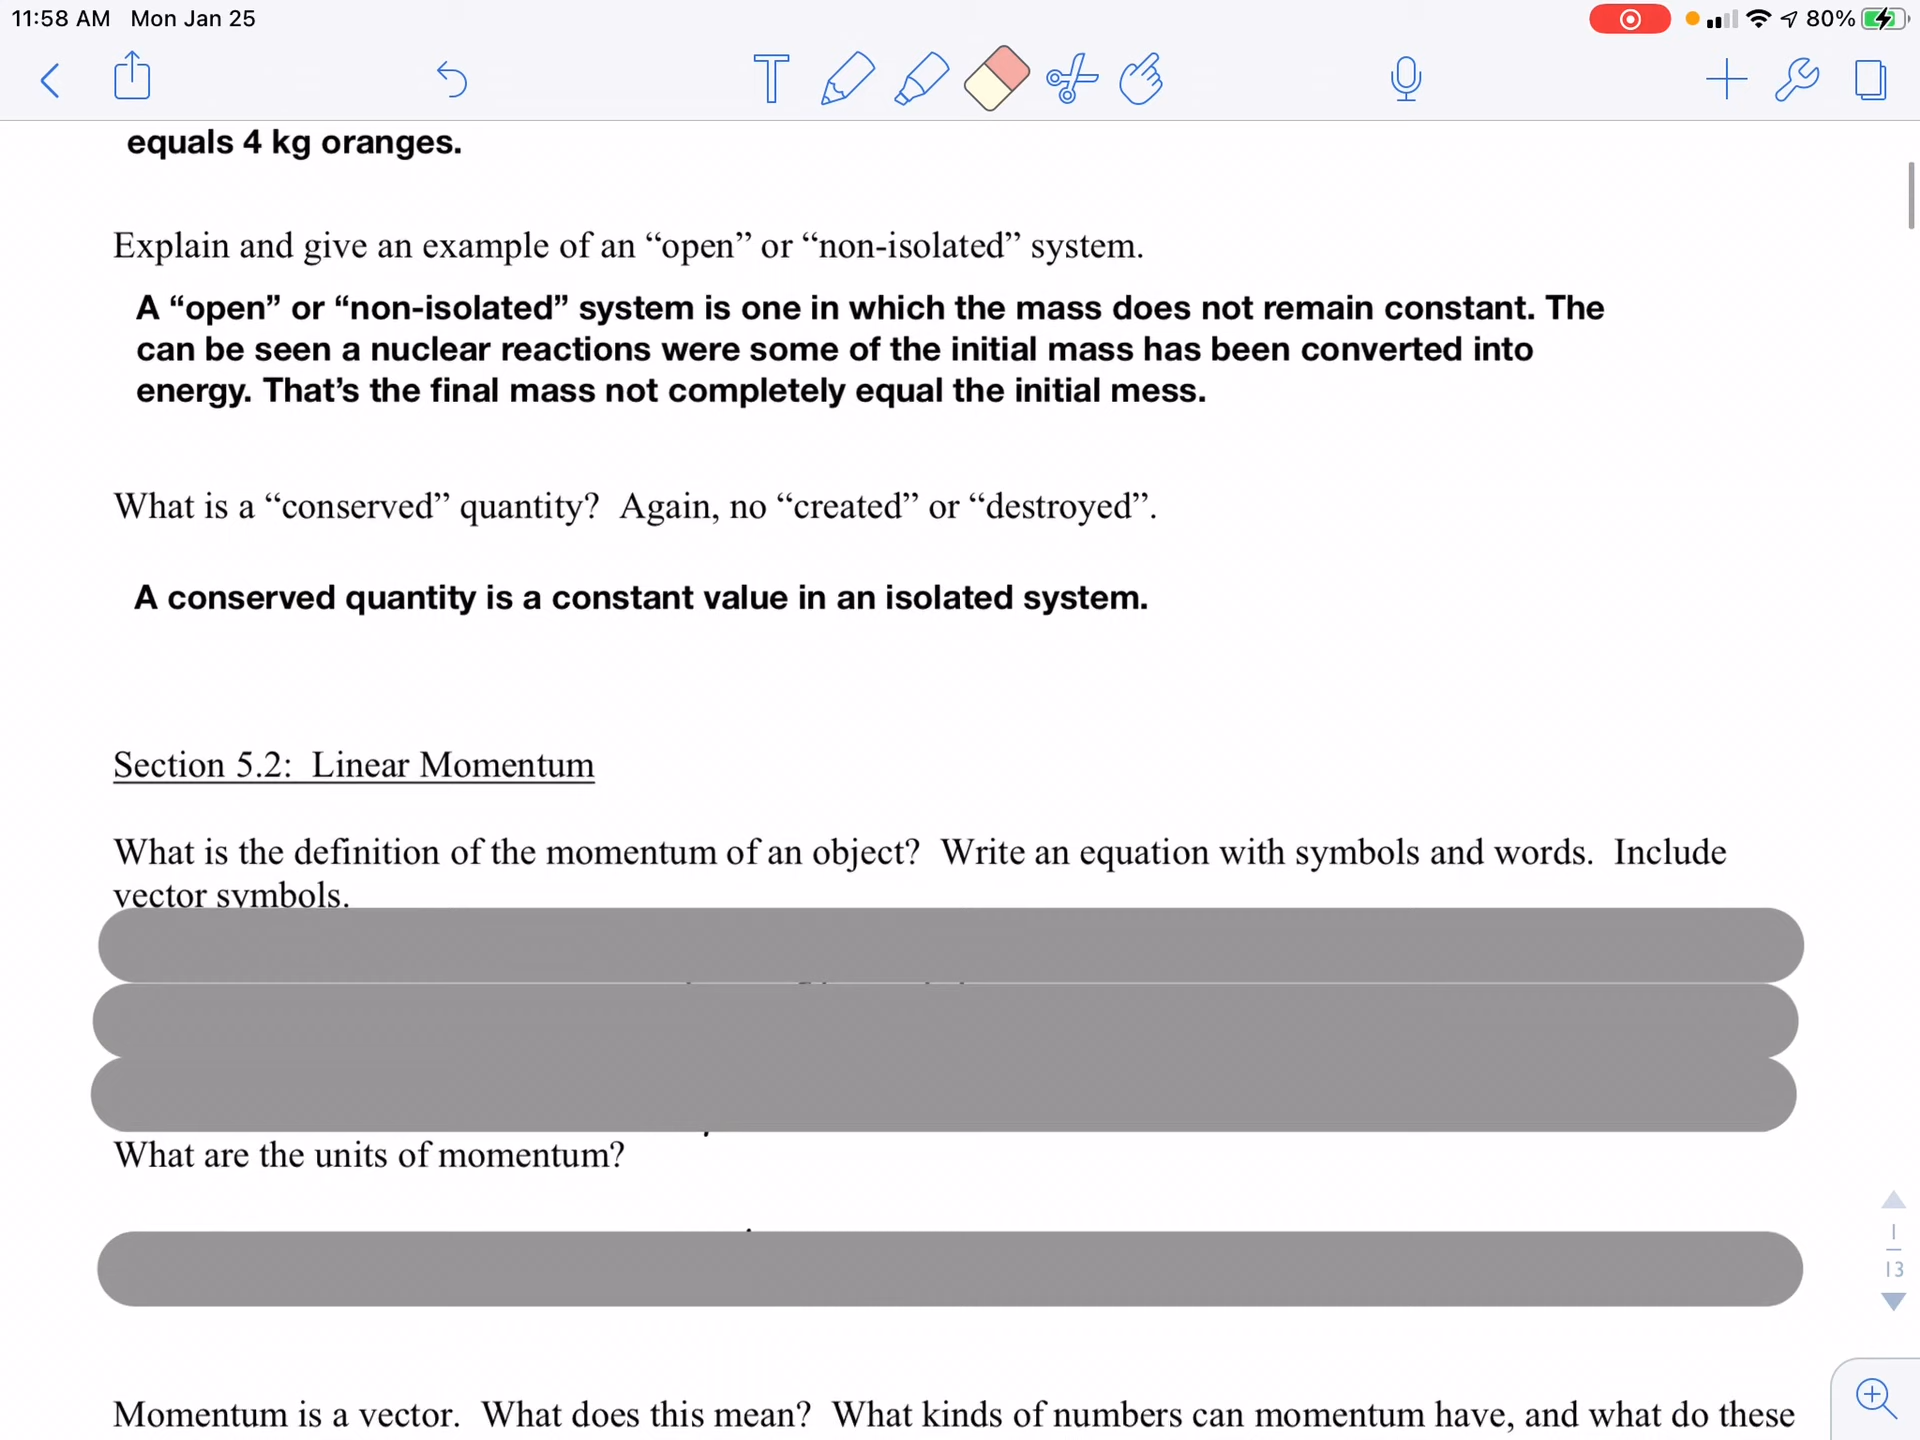 11:58 AM Mon Jan 25
80%
equals 4 kg oranges.
Explain and give an example of an “open” or “non-isolated” system.
A “open” or “non-isolated” system is one in which the mass does not remain constant. The
can be seen a nuclear reactions were some of the initial mass has been converted into
energy. That’s the final mass not completely equal the initial mess.
What is a “conserved” quantity? Again, no “created” or “destroyed”.
A conserved quantity is a constant value in an isolated system.
Section 5.2: Linear Momentum
What is the definition of the momentum of an object? Write an equation with symbols and words. Include
vector symbols.
What are the units of momentum?
1
13
Momentum is a vector. What does this mean? What kinds of numbers can momentum have, and what do these